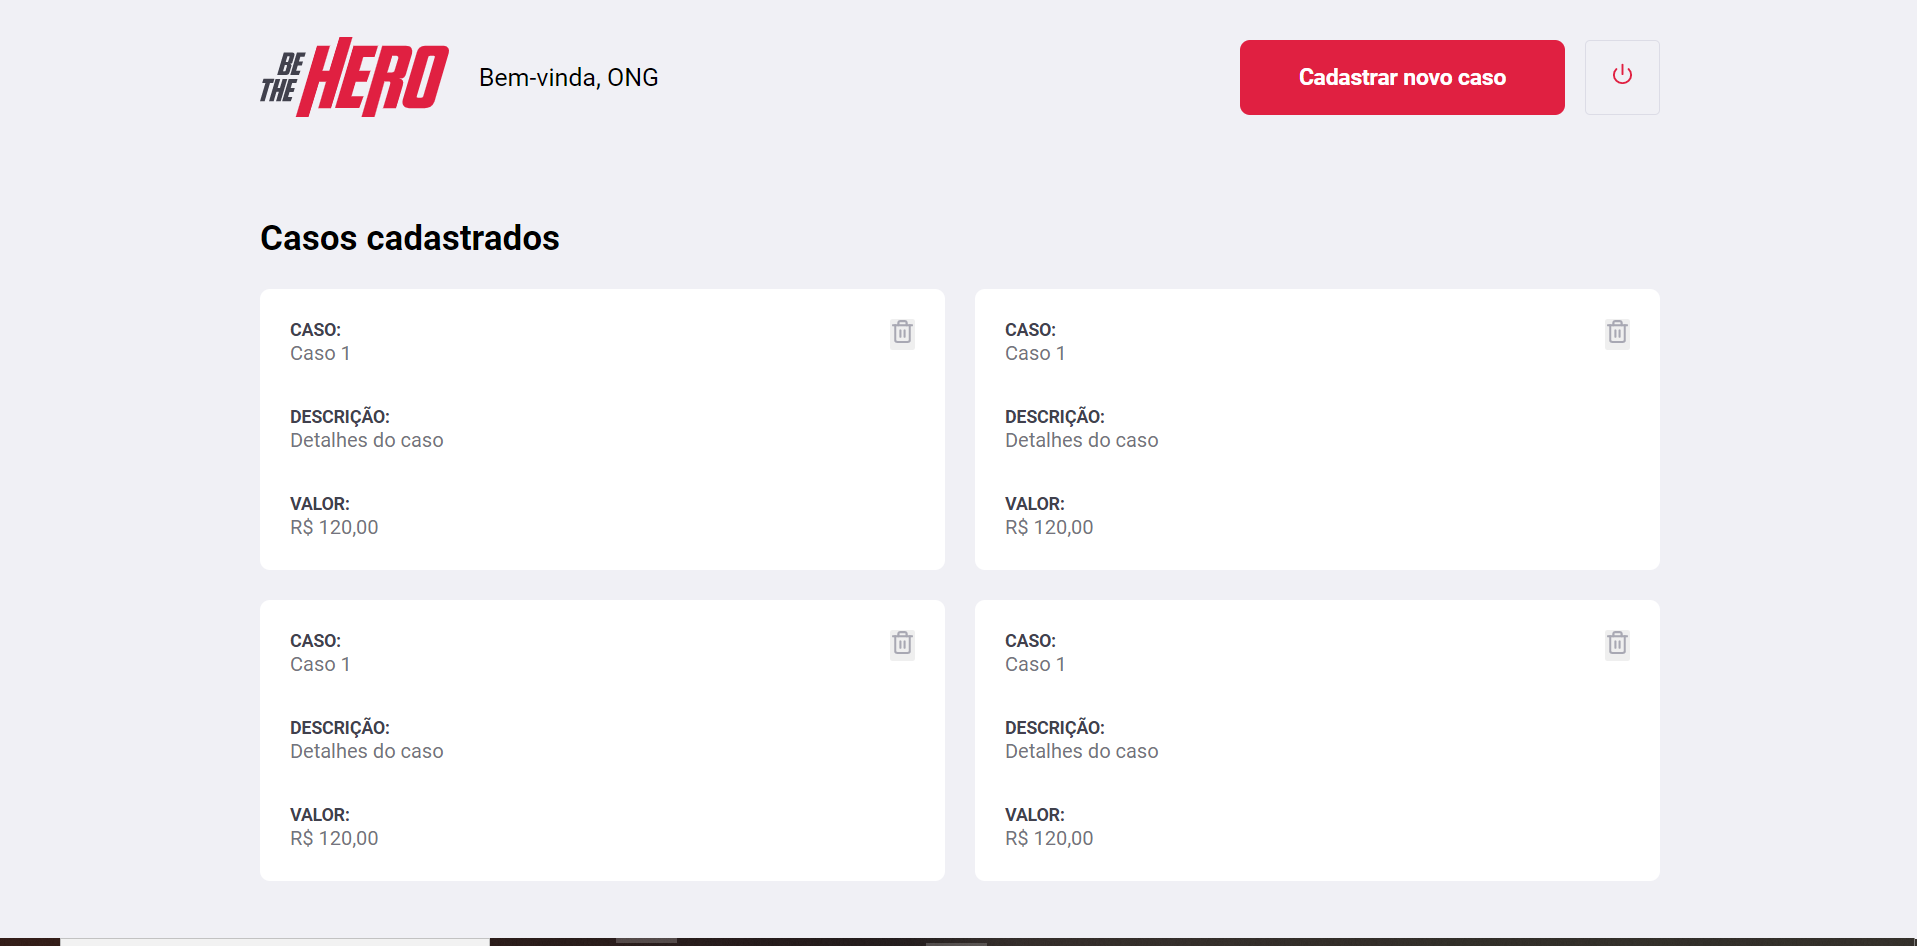 BE
THE
HERO
Bem-vinda, ONG
Cadastrar novo caso
Casos cadastrados
CASO:
Caso 1
DESCRIÇÃO:
Detalhes do caso
VALOR:
R$ 120,00
CASO:
Caso 1
DESCRIÇÃO:
Detalhes do caso
VALOR:
R$ 120,00
CASO:
Caso 1
DESCRIÇÃO:
Detalhes do caso
VALOR:
R$ 120,00
CASO:
Caso 1
DESCRIÇÃO:
Detalhes do caso
VALOR:
R$ 120,00